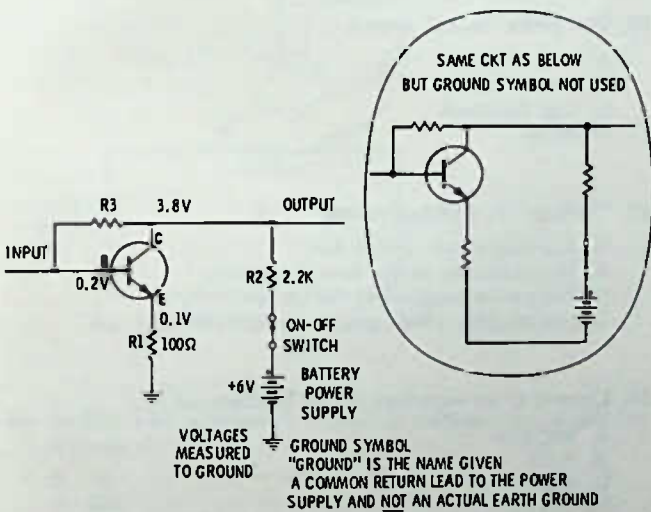 SAME CKT AS BELOW
BUT GROUND SYMBOL NOT USED
R3
3.8V
OUTPUT
INPUT
C
B
0.2V
R2
2.2K
E
0.1V
R1
100Ω
ON-OFF
SWITCH
+6V
BATTERY
POWER
SUPPLY
+
+
VOLTAGES
MEASURED
TO GROUND
GROUND SYMBOL
"GROUND" IS THE NAME GIVEN
A COMMON RETURN LEAD TO THE POWER
SUPPLY AND NOT AN ACTUAL EARTH GROUND